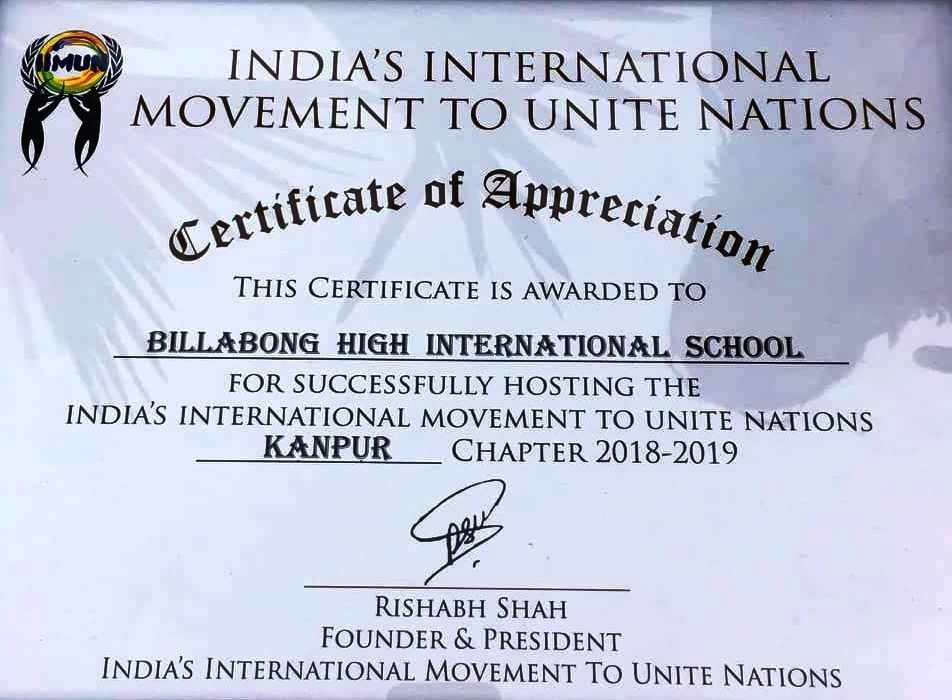 IIMUN
INDIA'S INTERNATIONAL
MOVEMENT TO UNITE NATIONS
Certificate of Appreciation
THIS CERTIFICATE IS AWARDED TO
BILLABONG HIGH INTERNATIONAL SCHOOL
FOR SUCCESSFULLY HOSTING THE
INDIA'S INTERNATIONAL MOVEMENT TO UNITE NATIONS
KANPUR CHAPTER 2018-2019
RISHABH SHAH
FOUNDER & PRESIDENT
INDIA'S INTERNATIONAL MOVEMENT TO UNITE NATIONS